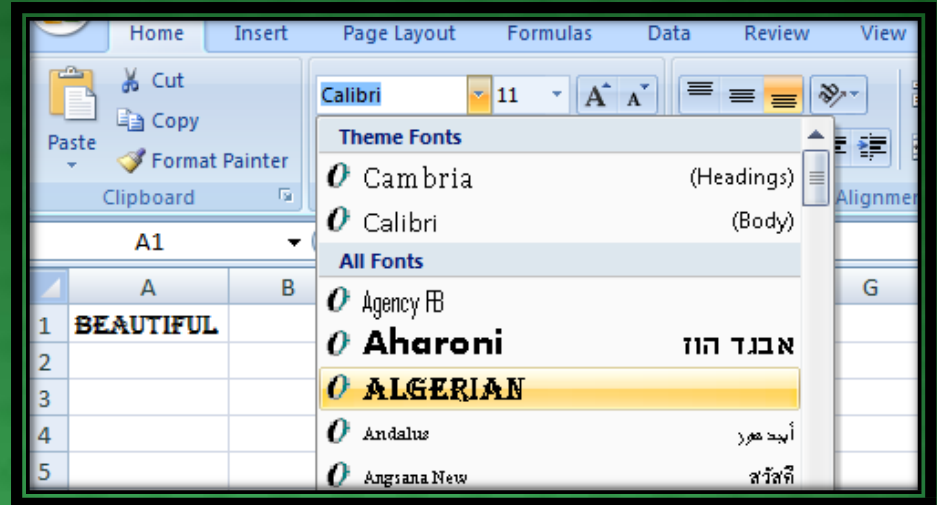 Home Insert Page Layout Formulas Data Review View
Cut
Calibri 11 A A
Copy
Paste
Format Painter
Clipboard Alignme
Theme Fonts
Cambria (Headings)
Calibri (Body)
A1
All Fonts
A B G
Agency FB
1 BEAUTIFUL
Aharoni אבגד הוז
2
3 ALGERIAN
4 Andalus أبجد هوز
5 Angsana New สวัสดี